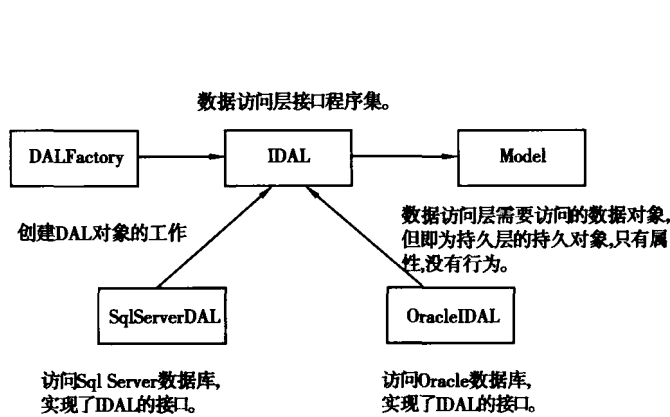 数据访问层接口程序集。
DALFactory
IDAL
Model
创建DAL对象的工作
数据访问层需要访问的数据对象,
但即为持久层的持久对象,只有属
性,没有行为。
SqlServerDAL
OracleIDAL
访问Sql Server数据库,
实现了IDAL的接口。
访问Oracle数据库,
实现了IDAL的接口。